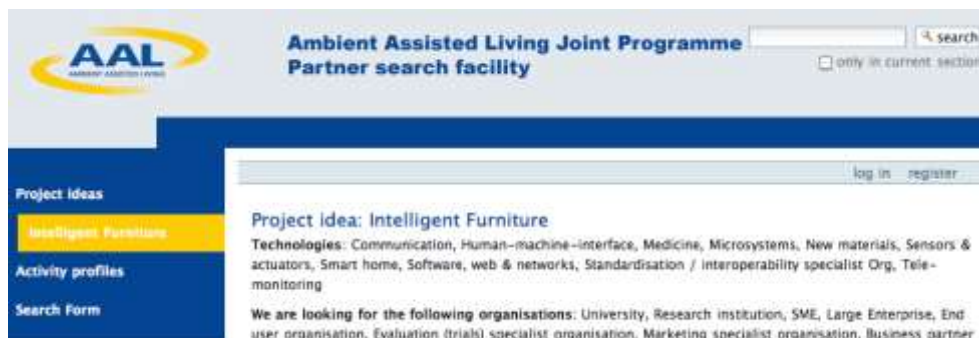 AAL
AMBIENT ASSISTED LIVING
Ambient Assisted Living Joint Programme
Partner search facility
search
only in current section
log in register
Project ideas
Intelligent Furniture
Activity profiles
Search Form
Project idea: Intelligent Furniture
Technologies: Communication, Human-machine-interface, Medicine, Microsystems, New materials, Sensors &
actuators, Smart home, Software, web & networks, Standardisation / interoperability specialist Org, Tele-
monitoring
We are looking for the following organisations: University, Research institution, SME, Large Enterprise, End
user organisation, Evaluation (trials) specialist organisation, Marketing specialist organisation, Business partner